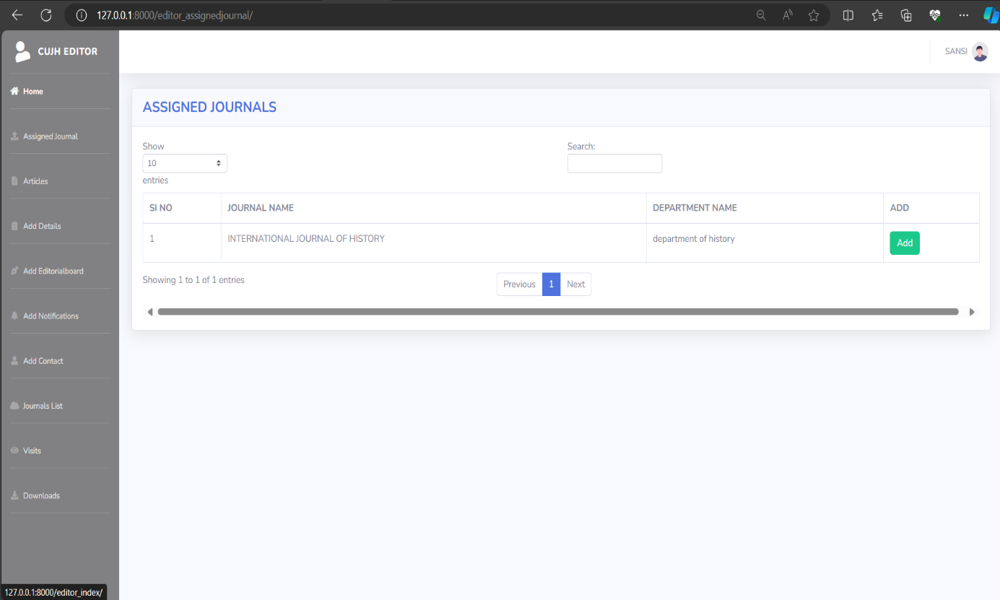 127.0.0.1:8000/editor_assignedjournal/
CUJH EDITOR
SANSI
Home
Assigned Journal
Articles
Add Details
Add Editorialboard
Add Notifications
Add Contact
Journals List
Visits
Downloads
ASSIGNED JOURNALS
Show
10
entries
Search:
SI NO JOURNAL NAME DEPARTMENT NAME ADD
1 INTERNATIONAL JOURNAL OF HISTORY department of history Add
Showing 1 to 1 of 1 entries
Previous 1 Next
127.0.0.1:8000/editor_index/